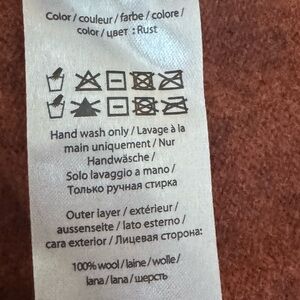 Color / couleur / farbe / colore /
color / цвет : Rust
Hand wash only / Lavage à la
main uniquement / Nur
Handwäsche /
Solo lavaggio a mano /
Только ручная стирка
Outer layer / extérieur /
aussenseite / lato esterno /
cara exterior / Лицевая сторона:
100% wool / laine / wolle /
lana / lana / шерсть